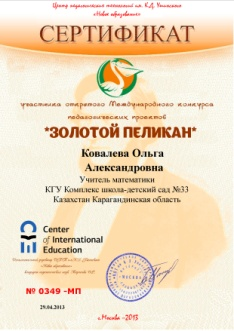 Центр педагогических технологий им. К.Д. Ушинского
«Новое образование»
СЕРТИФИКАТ
участника открытого Международного конкурса
педагогических проектов
"ЗОЛОТОЙ ПЕЛИКАН"
Ковалева Ольга
Александровна
Учитель математики
КГУ Комплекс школа-детский сад №33
Казахстан Карагандинская область
Center
of International
Education
№ 0349 -МП
29.04.2013
г.Москва -2013